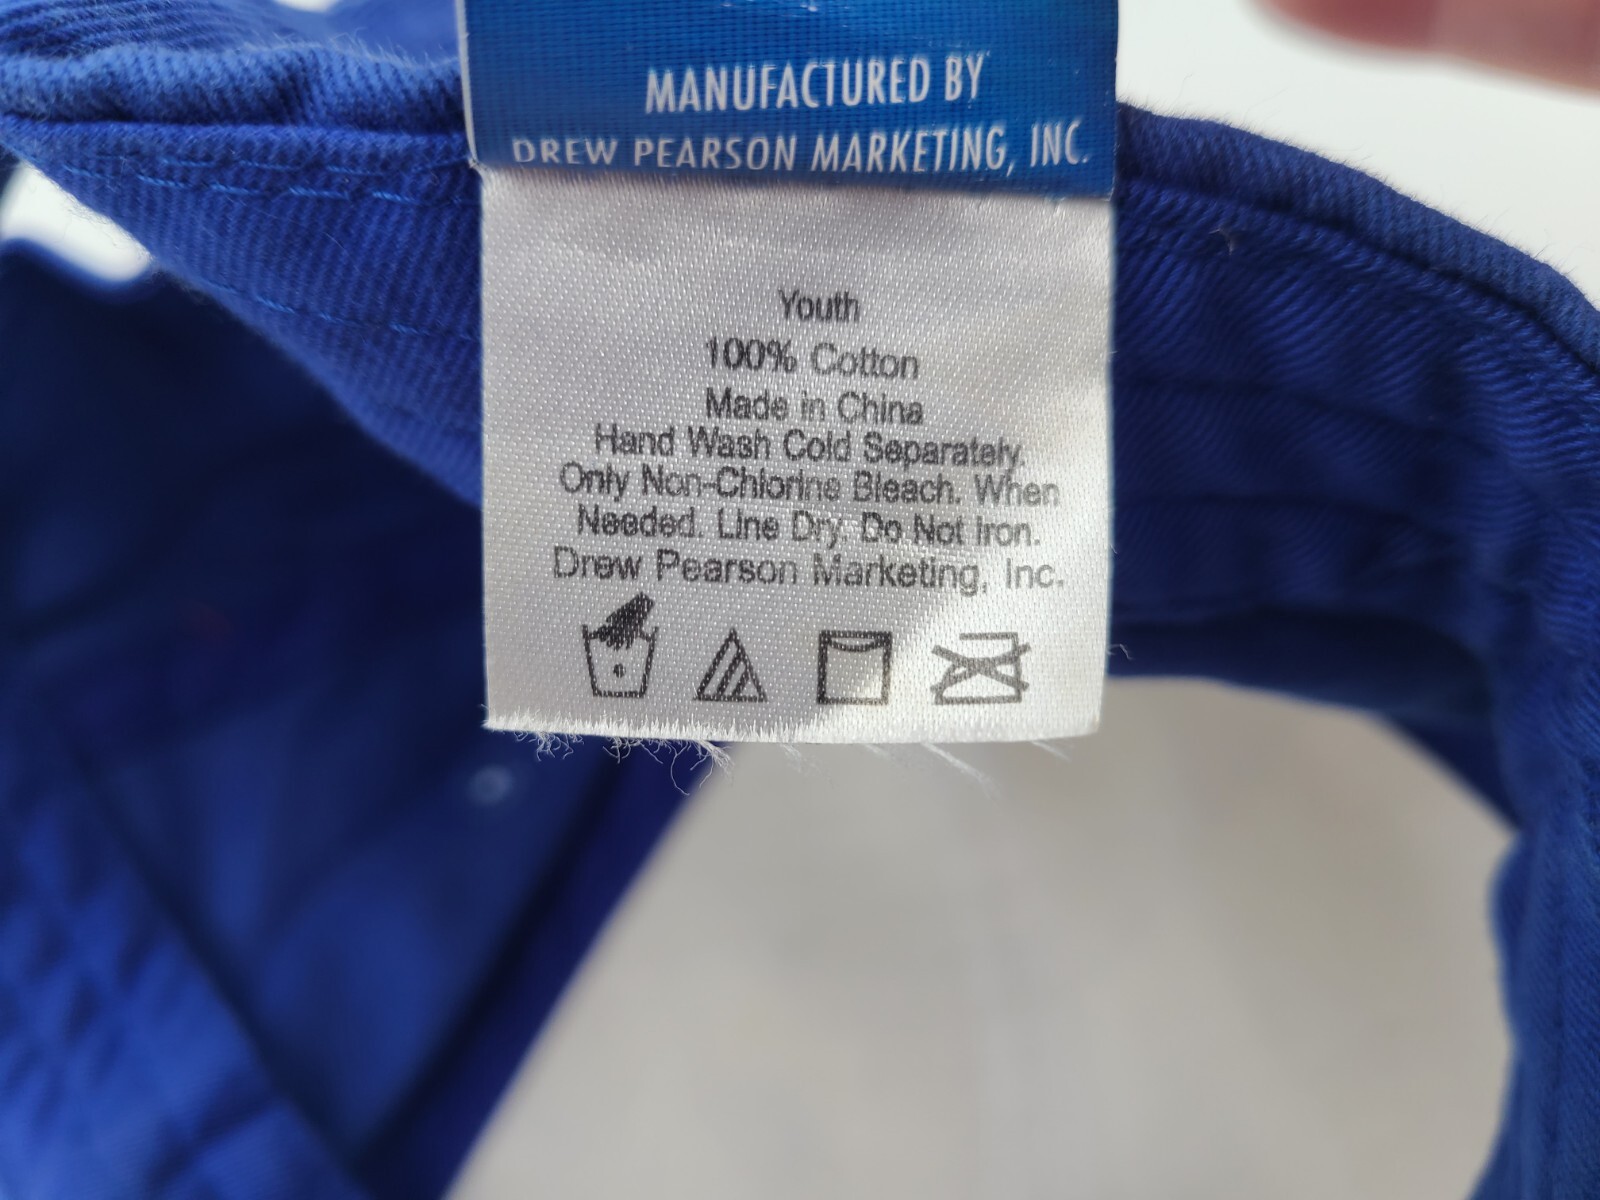 MANUFACTURED BY
DREW PEARSON MARKETING, INC.
Youth
100% Cotton
Made in China
Hand Wash Cold Separately.
Only Non-Chlorine Bleach. When
Needed. Line Dry. Do Not Iron.
Drew Pearson Marketing, Inc.